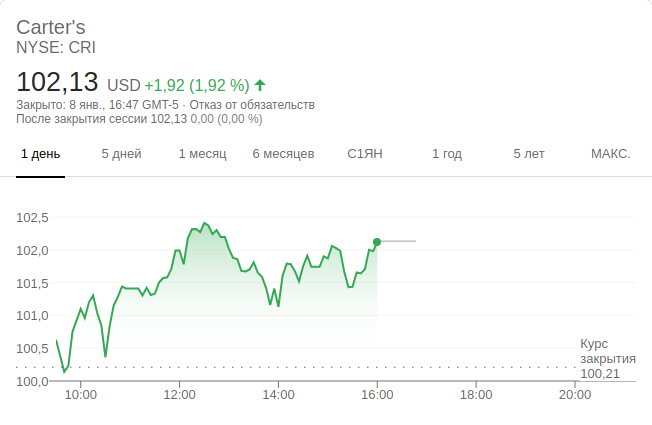 Carter's
NYSE: CRI
102,13 USD +1,92 (1,92 %)
Закрыто: 8 янв., 16:47 GMT-5 · Отказ от обязательств
После закрытия сессии 102,13 0,00 (0,00 %)
1 день 5 дней 1 месяц 6 месяцев С1ЯН 1 год 5 лет МАКС.
102,5
102,0
101,5
101,0
100,5
100,0
Курс
закрытия
100,21
10:00 12:00 14:00 16:00 18:00 20:00